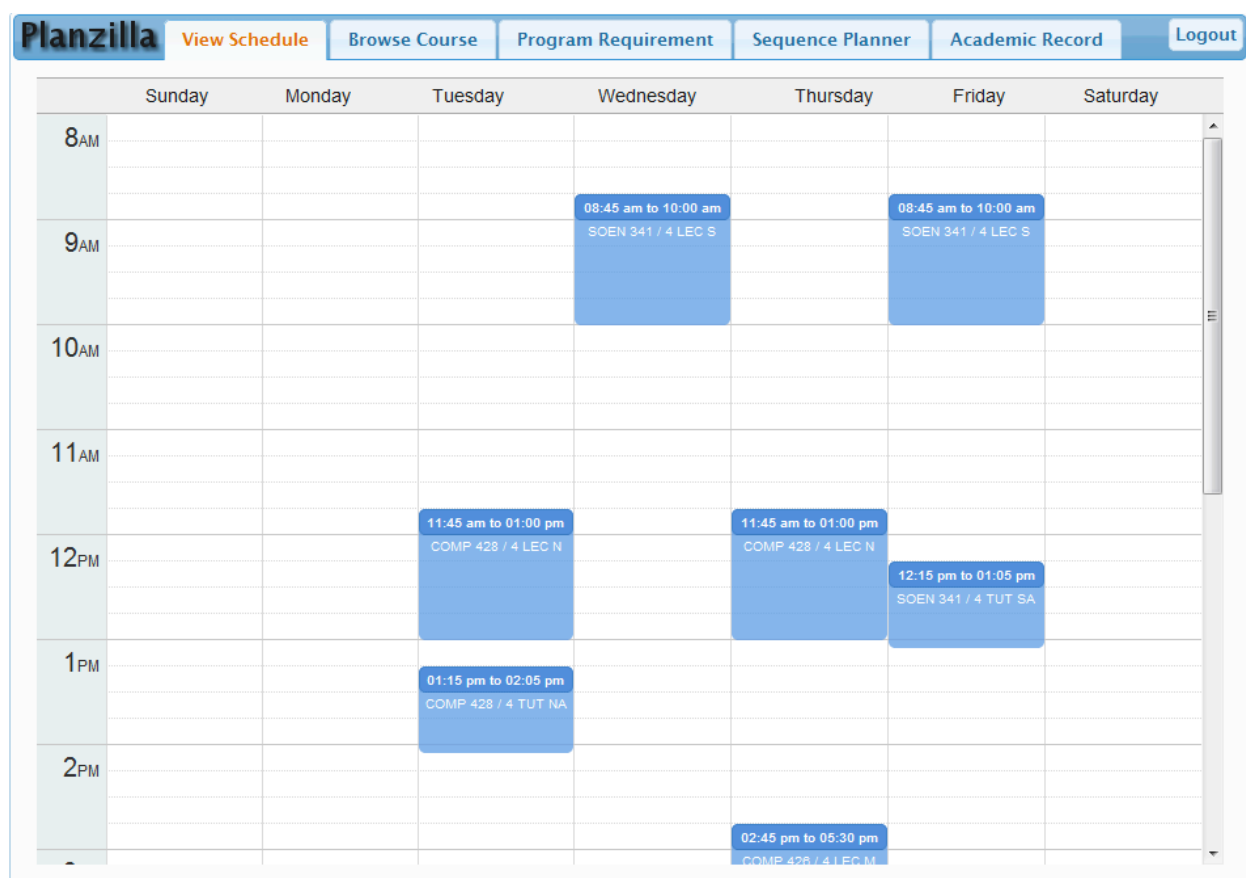 Planzilla View Schedule Browse Course Program Requirement Sequence Planner Academic Record Logout
Sunday Monday Tuesday Wednesday Thursday Friday Saturday
8AM
08:45 am to 10:00 am 08:45 am to 10:00 am
SOEN 341 / 4 LEC S SOEN 341 / 4 LEC S
9AM
10AM
11AM
11:45 am to 01:00 pm 11:45 am to 01:00 pm
COMP 428 / 4 LEC N COMP 428 / 4 LEC N
12PM
12:15 pm to 01:05 pm
SOEN 341 / 4 TUT SA
1PM
01:15 pm to 02:05 pm
COMP 428 / 4 TUT NA
2PM
02:45 pm to 05:30 pm
COMP 426 / 4 LEC M